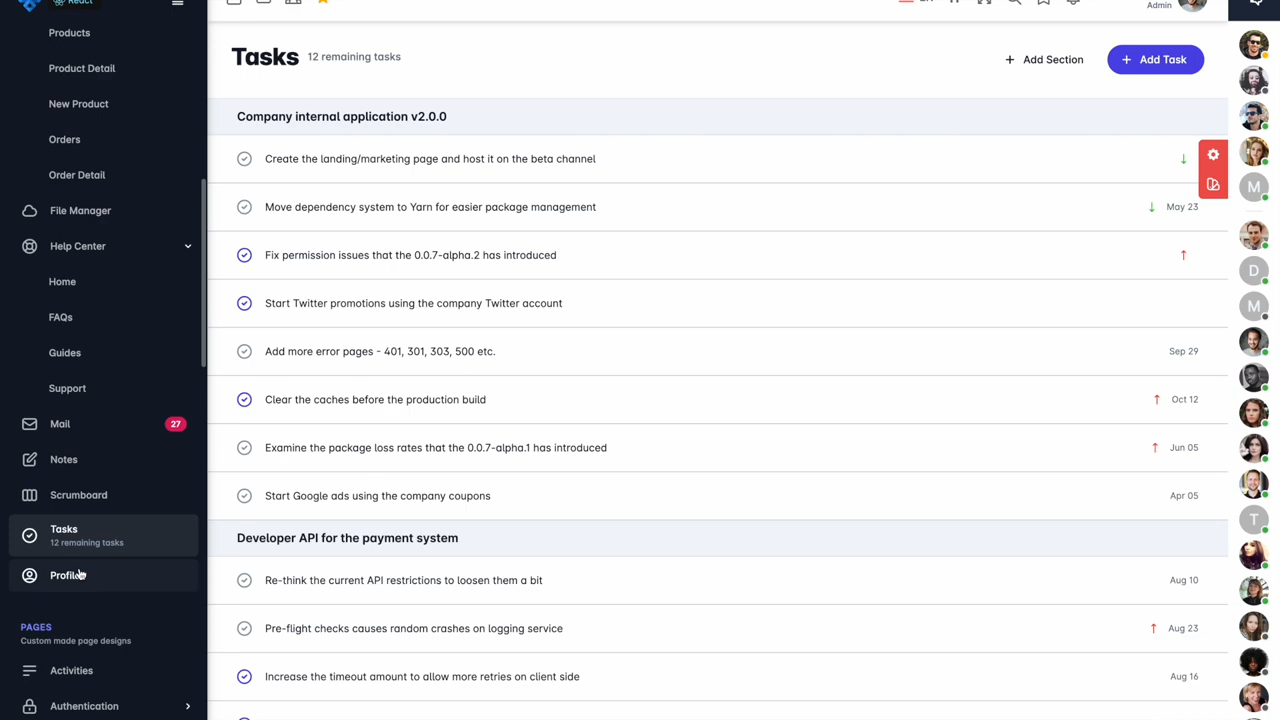 React
Products
Product Detail
New Product
Orders
Order Detail
File Manager
Help Center
Home
FAQs
Guides
Support
Mail
27
Notes
Scrumboard
Tasks
12 remaining tasks
Profile
PAGES
Custom made page designs
Activities
Authentication
Admin
Tasks
12 remaining tasks
+ Add Section
+ Add Task
Company internal application v2.0.0
Create the landing/marketing page and host it on the beta channel
Move dependency system to Yarn for easier package management
May 23
Fix permission issues that the 0.0.7-alpha.2 has introduced
Start Twitter promotions using the company Twitter account
Add more error pages - 401, 301, 303, 500 etc.
Sep 29
Clear the caches before the production build
Oct 12
Examine the package loss rates that the 0.0.7-alpha.1 has introduced
Jun 05
Start Google ads using the company coupons
Apr 05
Developer API for the payment system
Re-think the current API restrictions to loosen them a bit
Aug 10
Pre-flight checks causes random crashes on logging service
Aug 23
Increase the timeout amount to allow more retries on client side
Aug 16
M
D
M
T